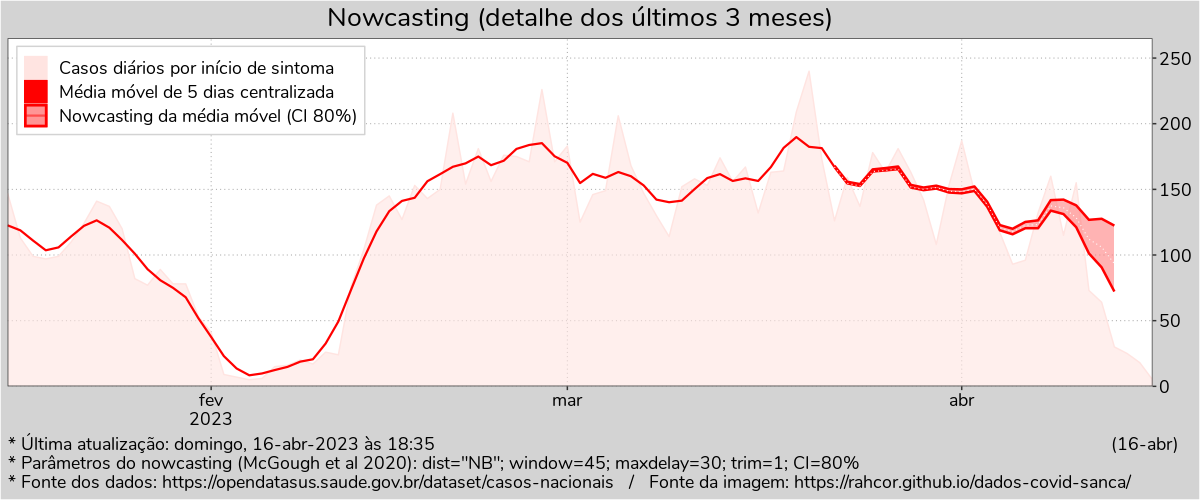 Nowcasting (detalhe dos últimos 3 meses)
Casos diários por início de sintoma
Média móvel de 5 dias centralizada
Nowcasting da média móvel (CI 80%)
250
200
150
100
50
0
fev
2023
mar
abr
* Última atualização: domingo, 16-abr-2023 às 18:35
(16-abr)
* Parâmetros do nowcasting (McGough et al 2020): dist="NB"; window=45; maxdelay=30; trim=1; CI=80%
* Fonte dos dados: https://opendatasus.saude.gov.br/dataset/casos-nacionais / Fonte da imagem: https://rahcor.github.io/dados-covid-sanca/